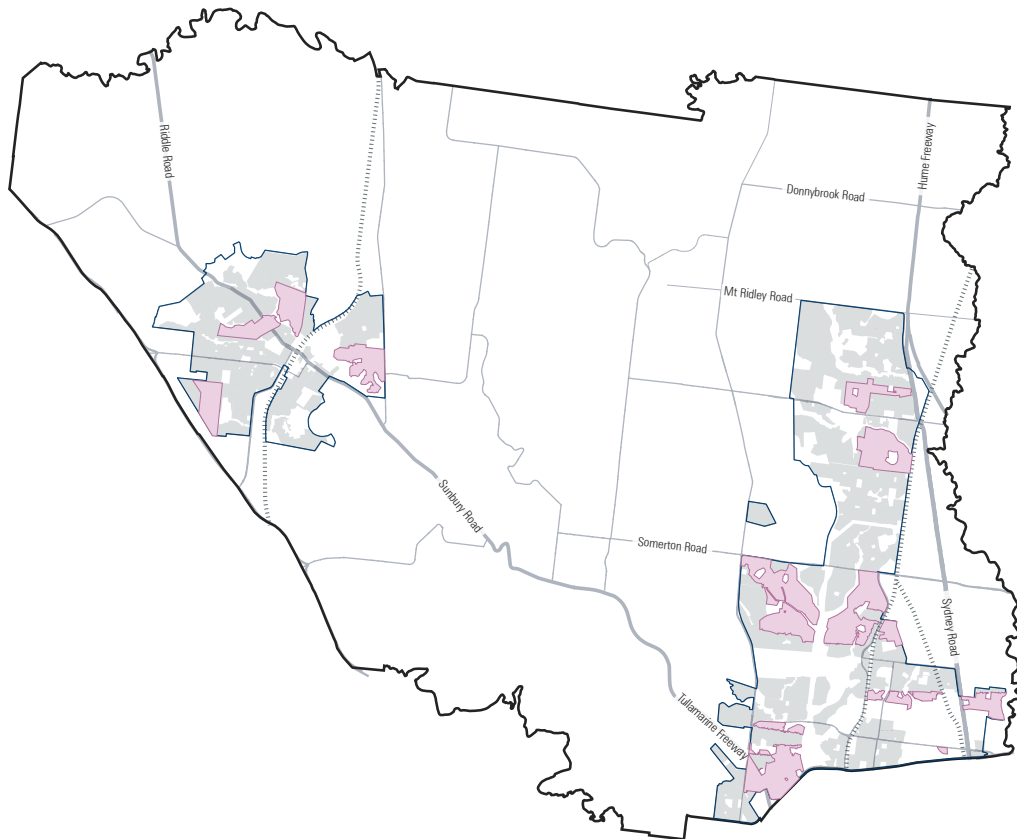 Riddle Road
Hume Freeway
Donnybrook Road
Mt Ridley Road
Sunbury Road
Somerton Road
Sydney Road
Tullamarine Freeway